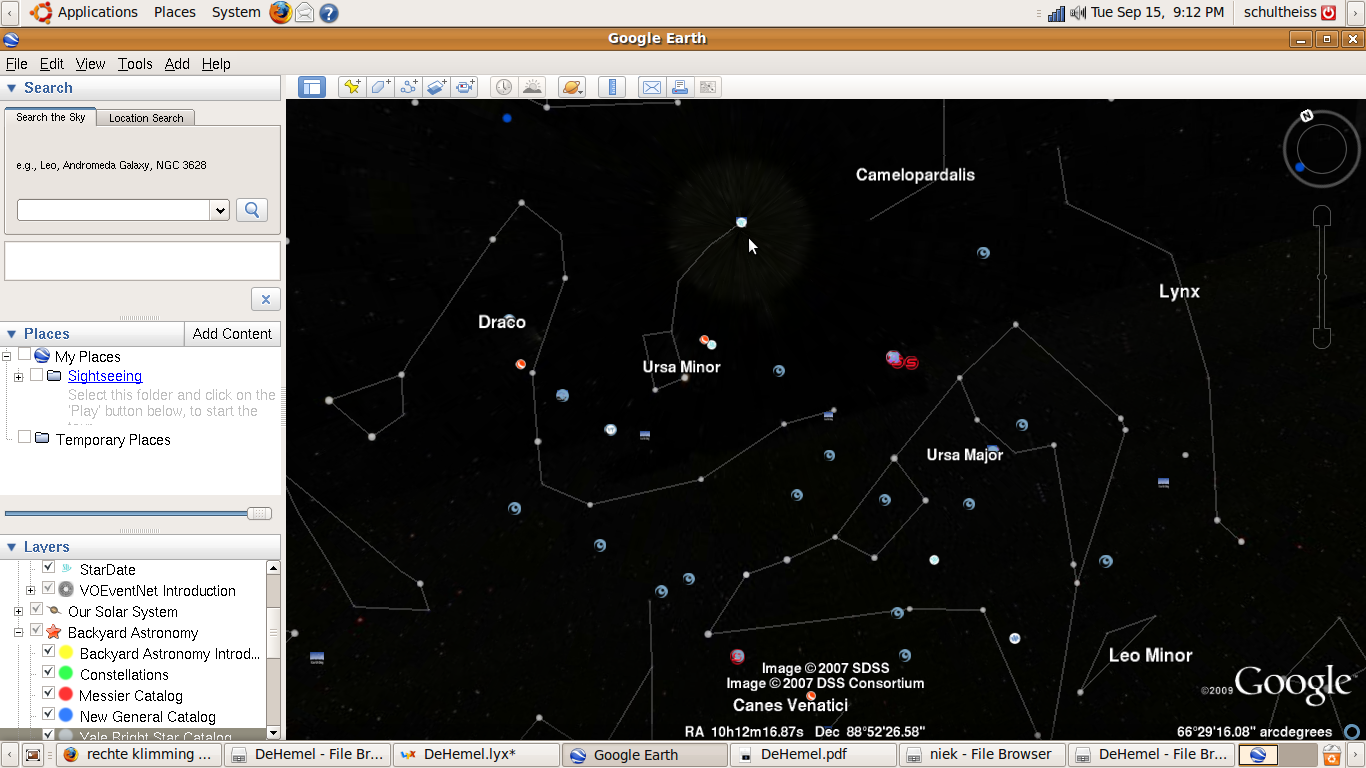 Applications Places System
Tue Sep 15, 9:12 PM schultheiss
Google Earth
File Edit View Tools Add Help
Search
Search the Sky Location Search
e.g., Leo, Andromeda Galaxy, NGC 3628
Places Add Content
My Places
Sightseeing
Select this folder and click on the
'Play' button below, to start the
Temporary Places
Layers
StarDate
VOEventNet Introduction
Our Solar System
Backyard Astronomy
Backyard Astronomy Introd...
Constellations
Messier Catalog
New General Catalog
Yale Bright Star Catalog
N
Camelopardalis
Lynx
Draco
Ursa Minor
Ursa Major
Leo Minor
Image © 2007 SDSS
Image © 2007 DSS Consortium
Canes Venatici
©2009 Google™
RA 10h12m16.87s Dec 88°52'26.58"
66°29'16.08" arcdegrees
rechte klimming ... DeHemel - File Br... DeHemel.lyx* Google Earth DeHemel.pdf niek - File Browser DeHemel - File Br...